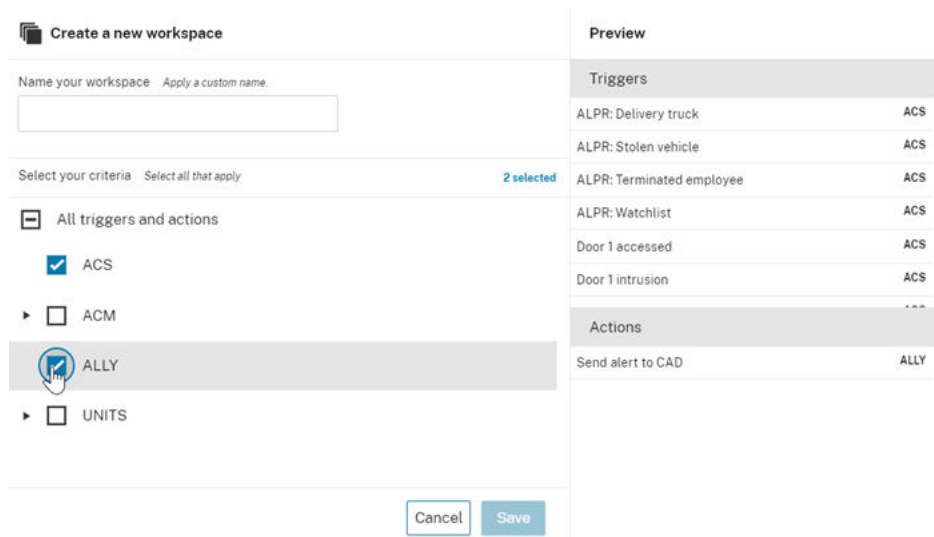 Create a new workspace
Name your workspace Apply a custom name.
Select your criteria Select all that apply 2 selected
All triggers and actions
ACS
ACM
ALLY
UNITS
Cancel Save
Preview
Triggers
ALPR: Delivery truck ACS
ALPR: Stolen vehicle ACS
ALPR: Terminated employee ACS
ALPR: Watchlist ACS
Door 1 accessed ACS
Door 1 intrusion ACS
Actions
Send alert to CAD ALLY